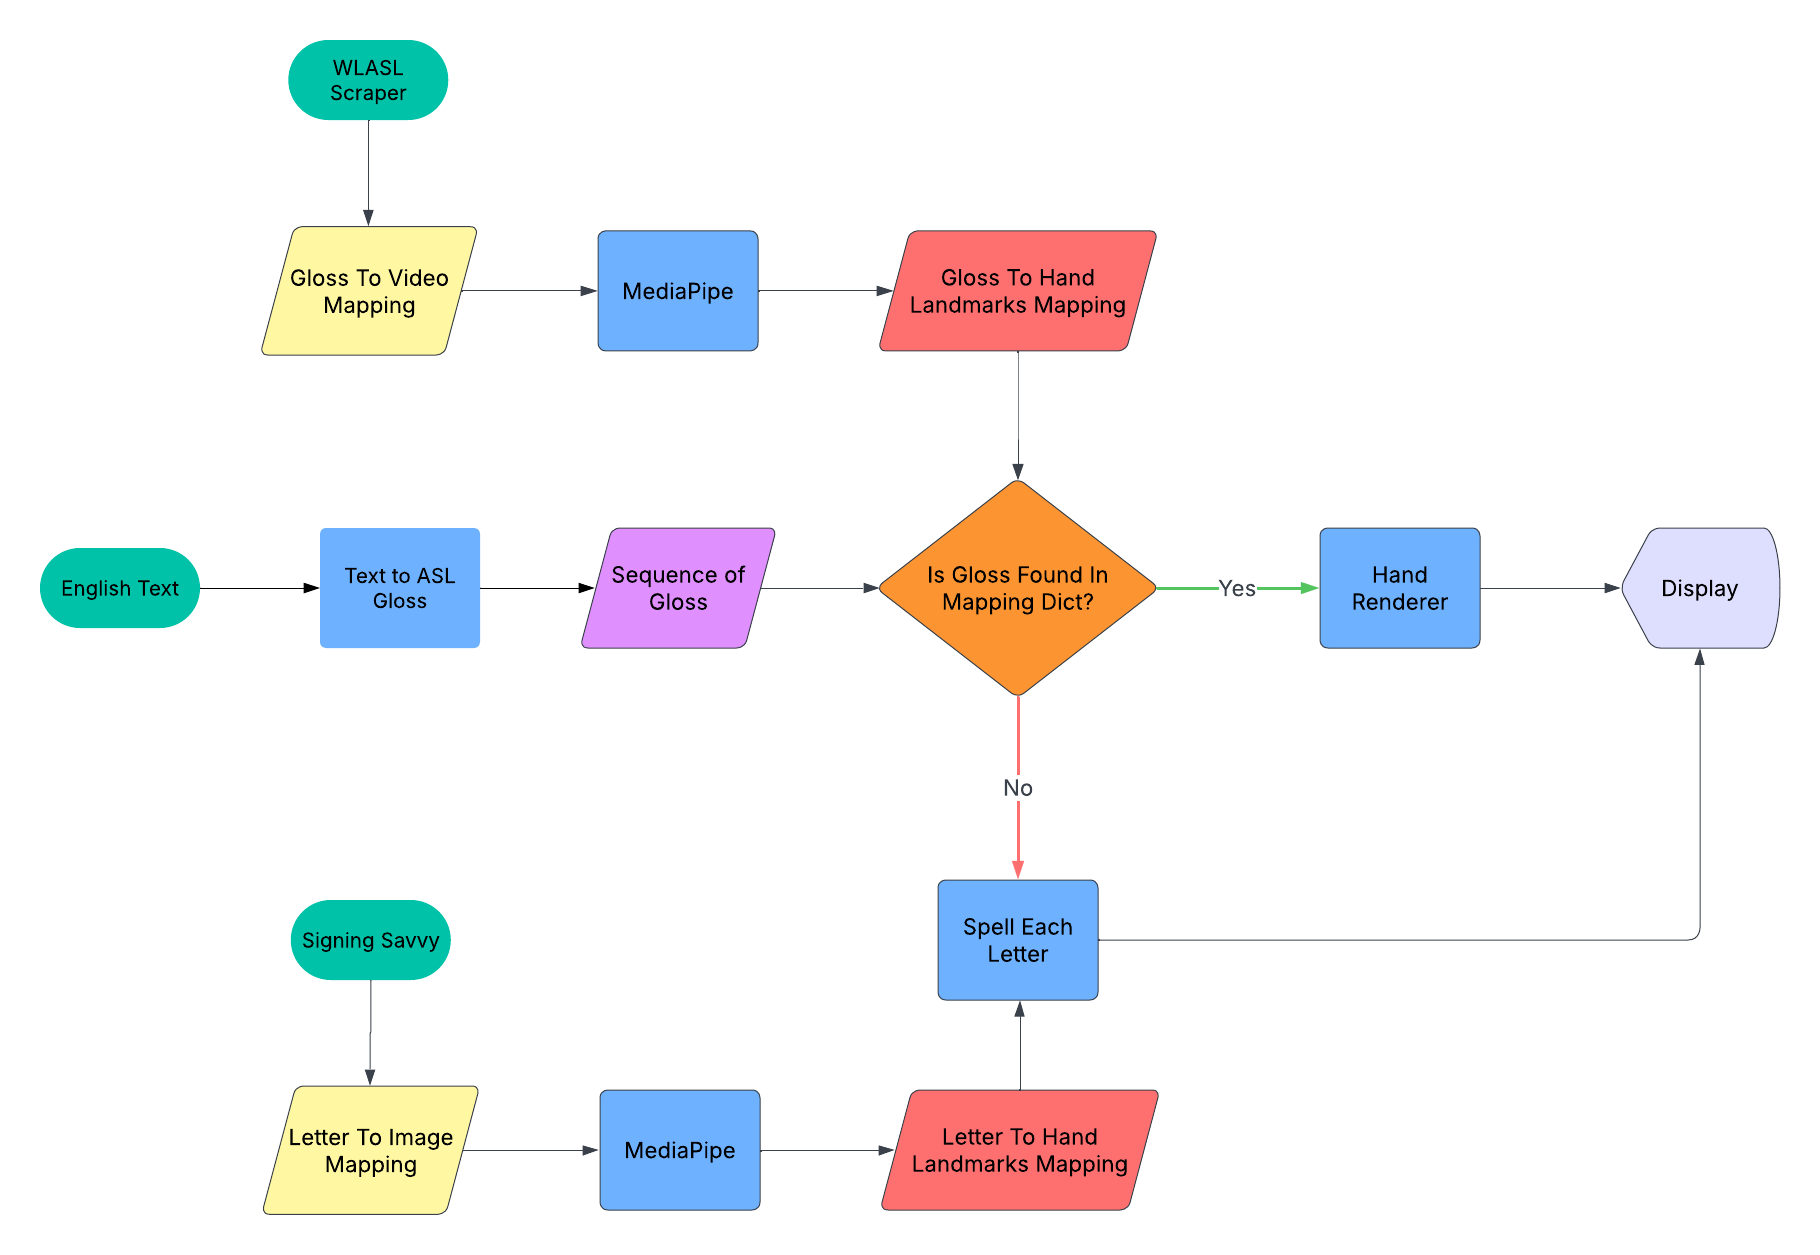 WLASL
Scraper
Gloss To Video
Mapping
MediaPipe
Gloss To Hand
Landmarks Mapping
English Text
Text to ASL
Gloss
Sequence of
Gloss
Is Gloss Found In
Mapping Dict?
Yes
Hand
Renderer
Display
No
Spell Each
Letter
Signing Savvy
Letter To Image
Mapping
MediaPipe
Letter To Hand
Landmarks Mapping